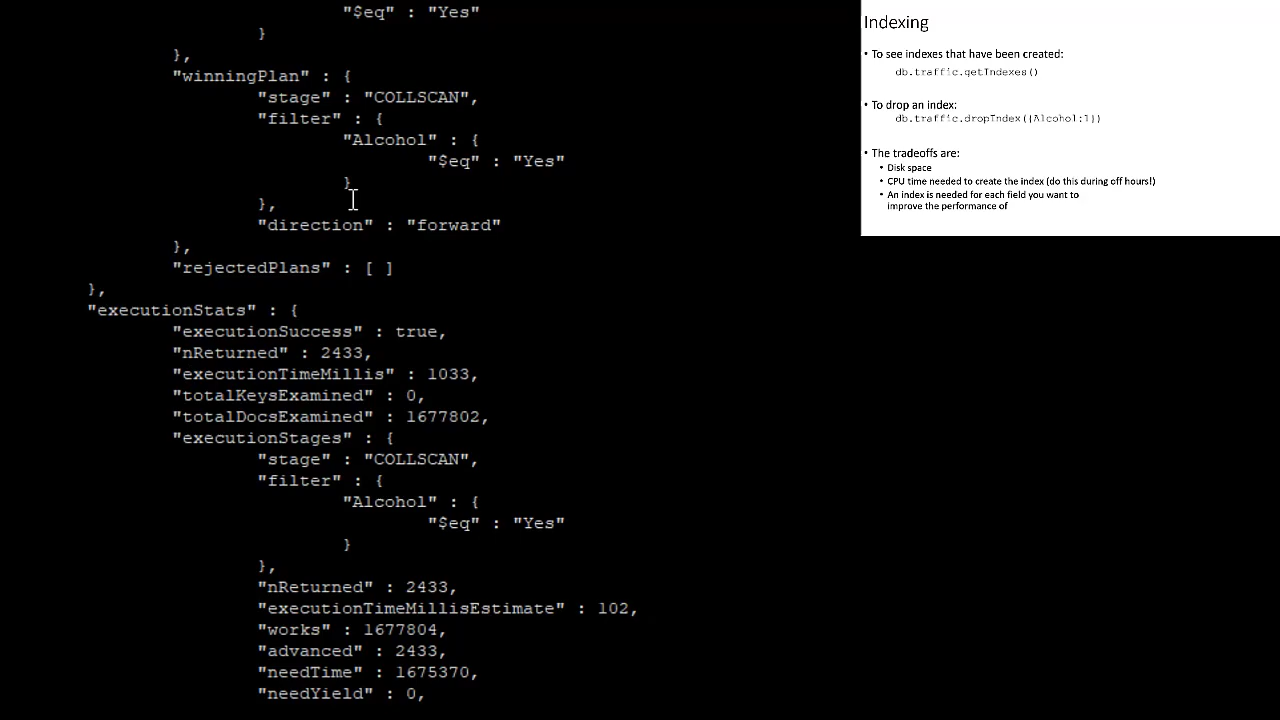 "$eq" : "Yes"
}
},
"winningPlan" : {
"stage" : "COLLSCAN",
"filter" : {
"Alcohol" : {
"$eq" : "Yes"
}
},
"direction" : "forward"
},
"rejectedPlans" : [ ]
},
"executionStats" : {
"executionSuccess" : true,
"nReturned" : 2433,
"executionTimeMillis" : 1033,
"totalKeysExamined" : 0,
"totalDocsExamined" : 1677802,
"executionStages" : {
"stage" : "COLLSCAN",
"filter" : {
"Alcohol" : {
"$eq" : "Yes"
}
},
"nReturned" : 2433,
"executionTimeMillisEstimate" : 102,
"works" : 1677804,
"advanced" : 2433,
"needTime" : 1675370,
"needYield" : 0,
Indexing
• To see indexes that have been created:
db.traffic.getIndexes()
• To drop an index:
db.traffic.dropIndex({Alcohol:1})
• The tradeoffs are:
• Disk space
• CPU time needed to create the index (do this during off hours!)
• An index is needed for each field you want to
improve the performance of